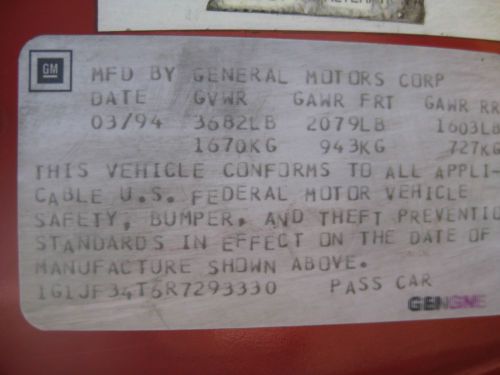 GM
MFD BY GENERAL MOTORS CORP
DATE GVWR GAWR FRT GAWR RR
03/94 3682LB 2079LB 1603LB
1670KG 943KG 727KG
THIS VEHICLE CONFORMS TO ALL APPLI-
CABLE U.S. FEDERAL MOTOR VEHICLE
SAFETY, BUMPER, AND THEFT PREVENTIO
STANDARDS IN EFFECT ON THE DATE OF
MANUFACTURE SHOWN ABOVE.
1G1JF34T6R7293330 PASS CAR